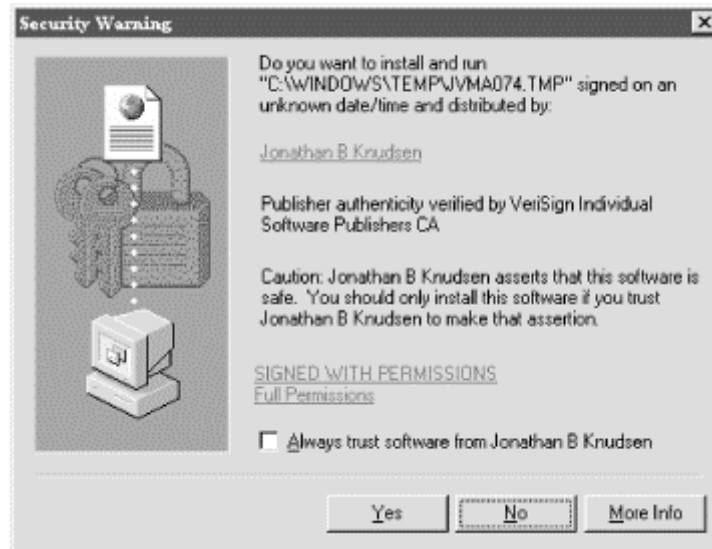 Security Warning
Do you want to install and run
"C:\WINDOWS\TEMP\JVMA074.TMP" signed on an
unknown date/time and distributed by:
Jonathan B Knudsen
Publisher authenticity verified by VeriSign Individual
Software Publishers CA
Caution: Jonathan B Knudsen asserts that this software is
safe. You should only install this software if you trust
Jonathan B Knudsen to make that assertion.
SIGNED WITH PERMISSIONS
Full Permissions
Always trust software from Jonathan B Knudsen
Yes
No
More Info